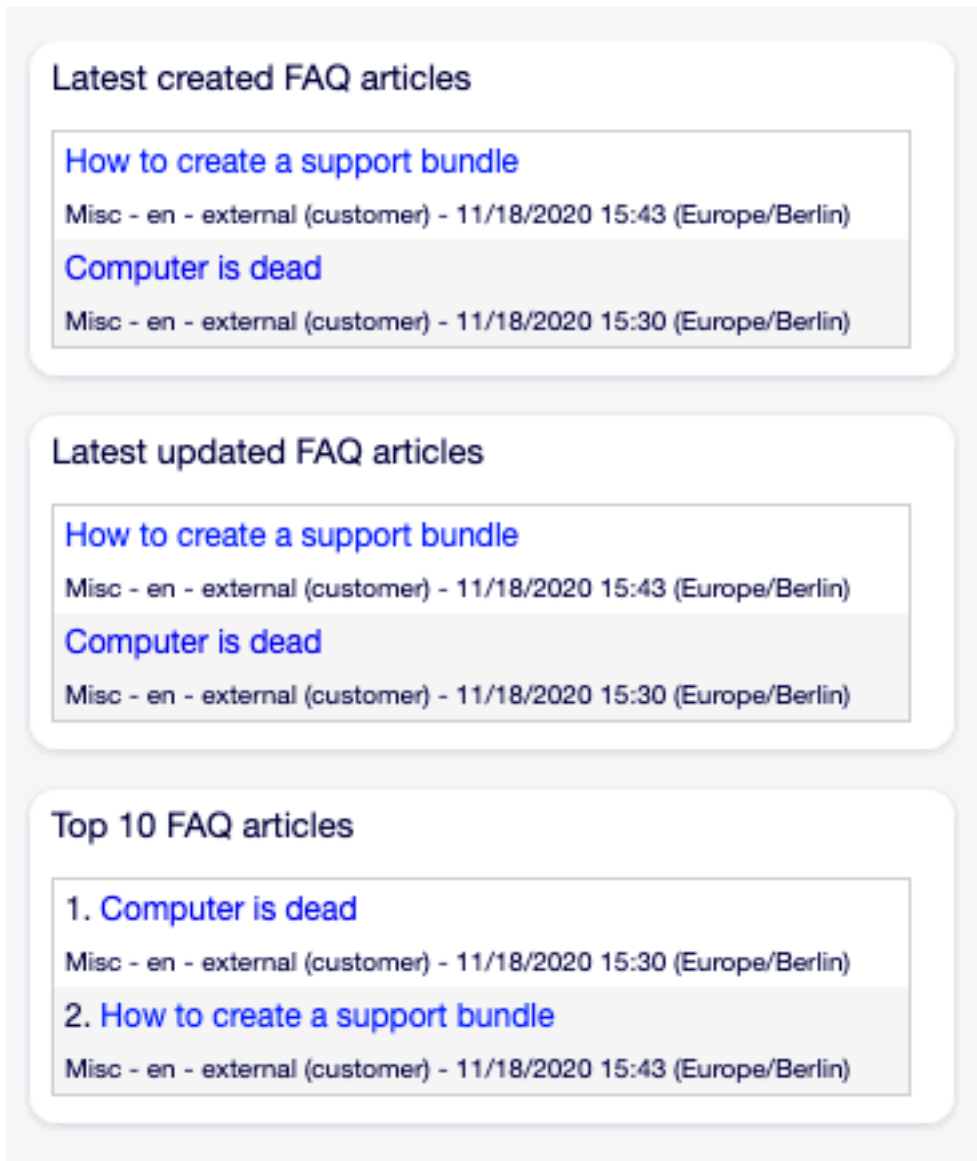 Latest created FAQ articles
How to create a support bundle
Misc - en - external (customer) - 11/18/2020 15:43 (Europe/Berlin)
Computer is dead
Misc - en - external (customer) - 11/18/2020 15:30 (Europe/Berlin)
Latest updated FAQ articles
How to create a support bundle
Misc - en - external (customer) - 11/18/2020 15:43 (Europe/Berlin)
Computer is dead
Misc - en - external (customer) - 11/18/2020 15:30 (Europe/Berlin)
Top 10 FAQ articles
1. Computer is dead
Misc - en - external (customer) - 11/18/2020 15:30 (Europe/Berlin)
2. How to create a support bundle
Misc - en - external (customer) - 11/18/2020 15:43 (Europe/Berlin)